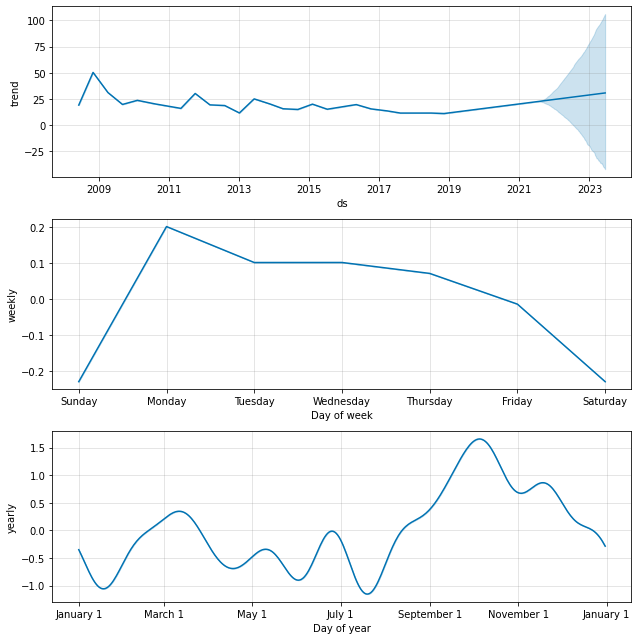 100
75
50
25
0
−25
trend
2009 2011 2013 2015 2017 2019 2021 2023
ds
0.2
0.1
0.0
−0.1
−0.2
weekly
Sunday Monday Tuesday Wednesday Thursday Friday Saturday
Day of week
1.5
1.0
0.5
0.0
−0.5
−1.0
yearly
January 1 March 1 May 1 July 1 September 1 November 1 January 1
Day of year